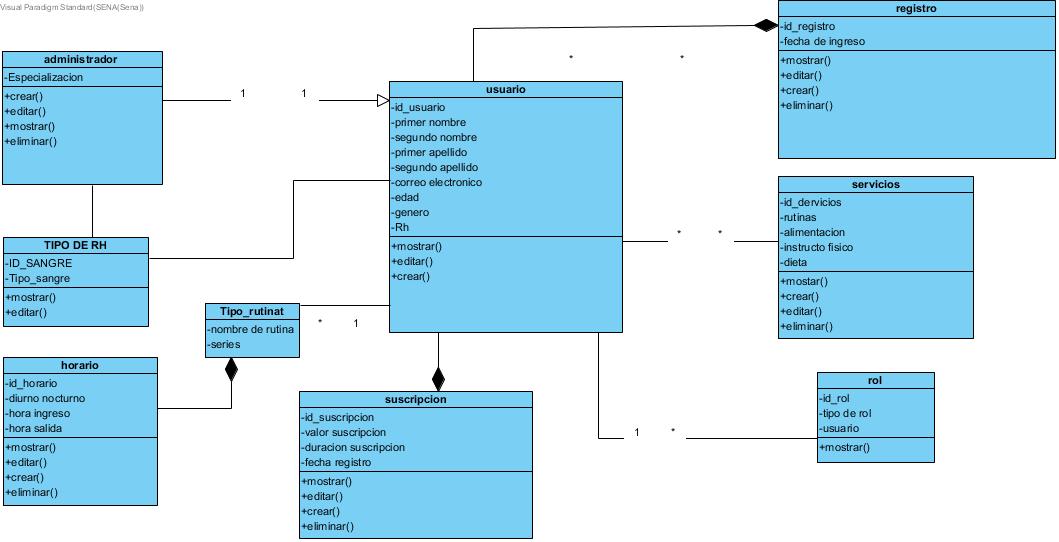 Visual Paradigm Standard(SENA(Sena))
registro
-id_registro
-fecha de ingreso
+mostrar()
+editar()
+crear()
+eliminar()
administrador
-Especializacion
+crear()
+editar()
+mostrar()
+eliminar()
1
1
*
*
usuario
-id_usuario
-primer nombre
-segundo nombre
-primer apellido
-segundo apellido
-correo electronico
-edad
-genero
-Rh
+mostrar()
+editar()
+crear()
servicios
-id_dervicios
-rutinas
-alimentacion
-instructo fisico
-dieta
+mostar()
+crear()
+editar()
+eliminar()
*
*
TIPO DE RH
-ID_SANGRE
-Tipo_sangre
+mostrar()
+editar()
Tipo_rutinat
-nombre de rutina
-series
*
1
horario
-id_horario
-diurno nocturno
-hora ingreso
-hora salida
+mostrar()
+editar()
+crear()
+eliminar()
suscripcion
-id_suscripcion
-valor suscripcion
-duracion suscripcion
-fecha registro
+mostrar()
+editar()
+crear()
+eliminar()
1
*
rol
-id_rol
-tipo de rol
-usuario
+mostrar()